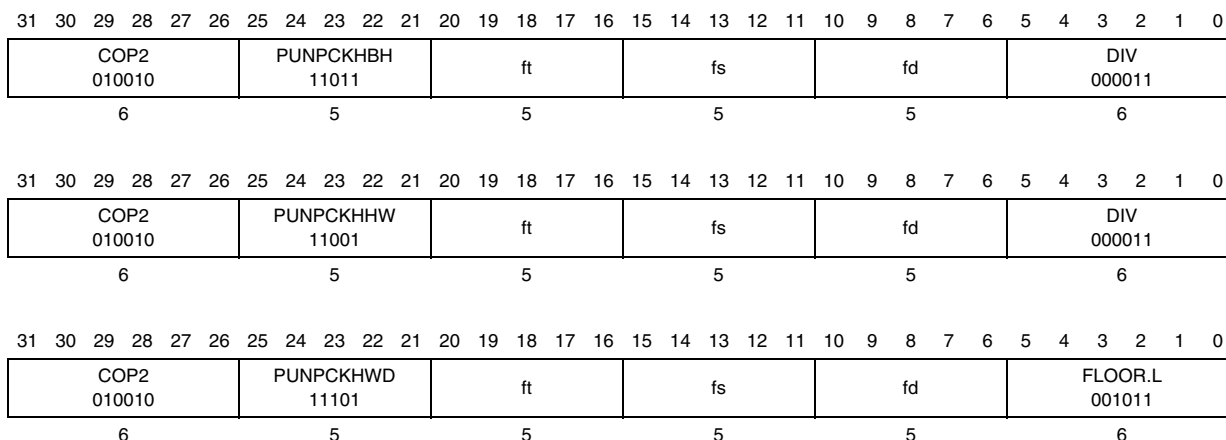 31 30 29 28 27 26 25 24 23 22 21 20 19 18 17 16 15 14 13 12 11 10 9 8 7 6 5 4 3 2 1 0
COP2 PUNPCKHBH ft fs fd DIV
010010 11011 000011
6 5 5 5 5 6
31 30 29 28 27 26 25 24 23 22 21 20 19 18 17 16 15 14 13 12 11 10 9 8 7 6 5 4 3 2 1 0
COP2 PUNPCKHHW ft fs fd DIV
010010 11001 000011
6 5 5 5 5 6
31 30 29 28 27 26 25 24 23 22 21 20 19 18 17 16 15 14 13 12 11 10 9 8 7 6 5 4 3 2 1 0
COP2 PUNPCKHWD ft fs fd FLOOR.L
010010 11101 001011
6 5 5 5 5 6